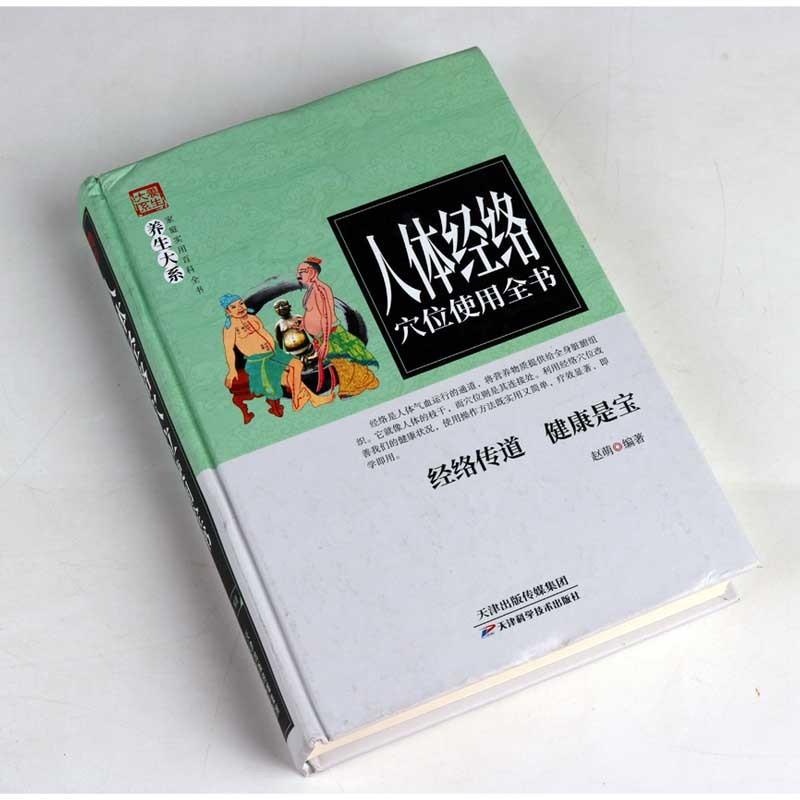 养生大系
养生大系
家庭实用百科全书
人体经络
穴位使用全书
经络是人体气血运行的通道，将营养物质提供给全身脏腑组
织。它就像人体的枝干，而穴位则是其连接处。利用经络穴位改
善我们的健康状况，使用操作方法既实用又简单，疗效显著，即
学即用。
经络传道 健康是宝
赵萌 编著
天津出版传媒集团
天津科学技术出版社